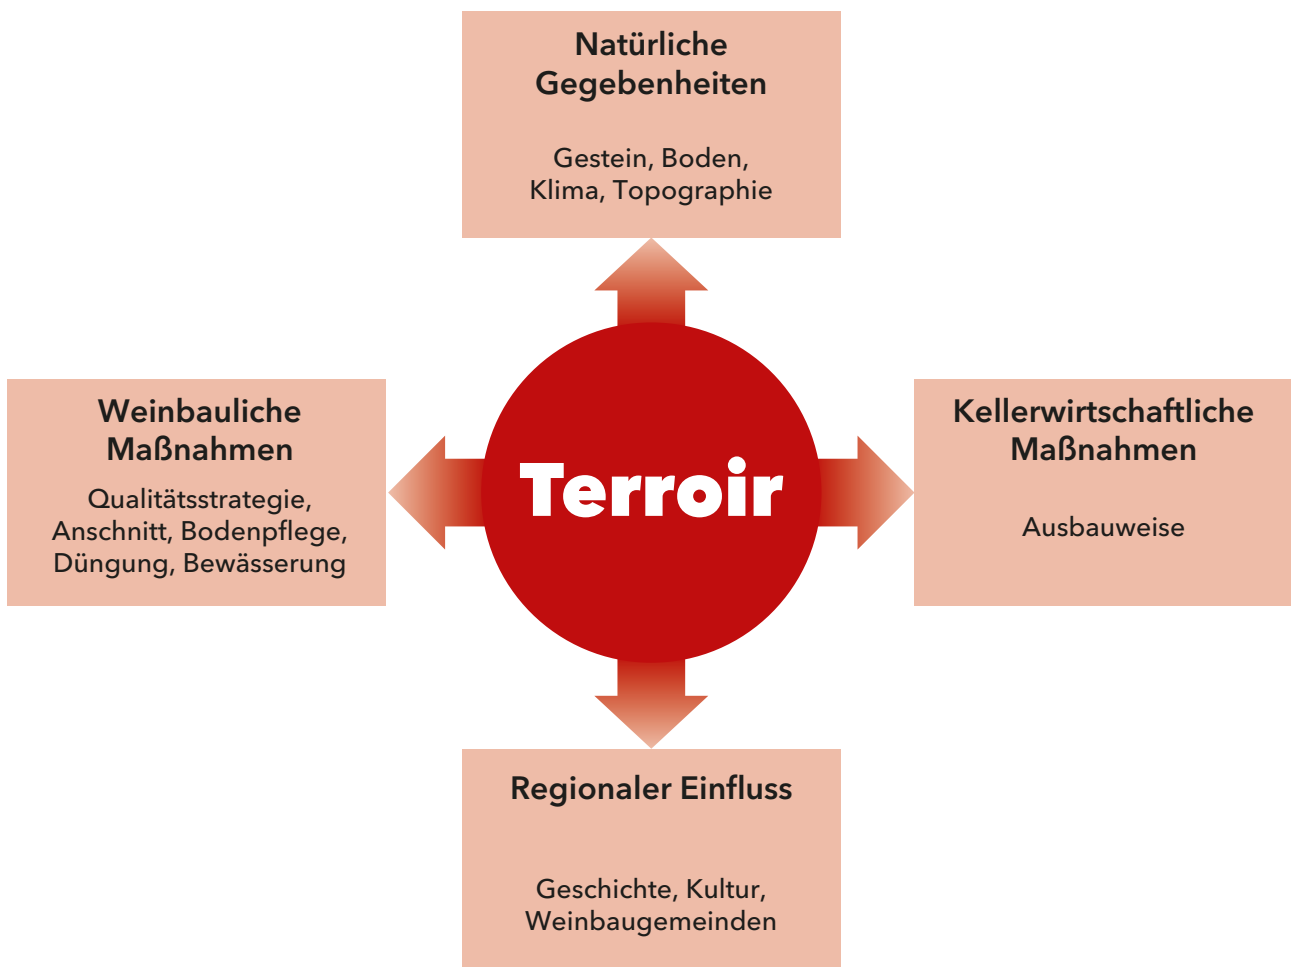 Natürliche
Gegebenheiten
Gestein, Boden,
Klima, Topographie
Weinbauliche
Maßnahmen
Qualitätsstrategie,
Anschnitt, Bodenpflege,
Düngung, Bewässerung
Terroir
Kellerwirtschaftliche
Maßnahmen
Ausbauweise
Regionaler Einfluss
Geschichte, Kultur,
Weinbaugemeinden